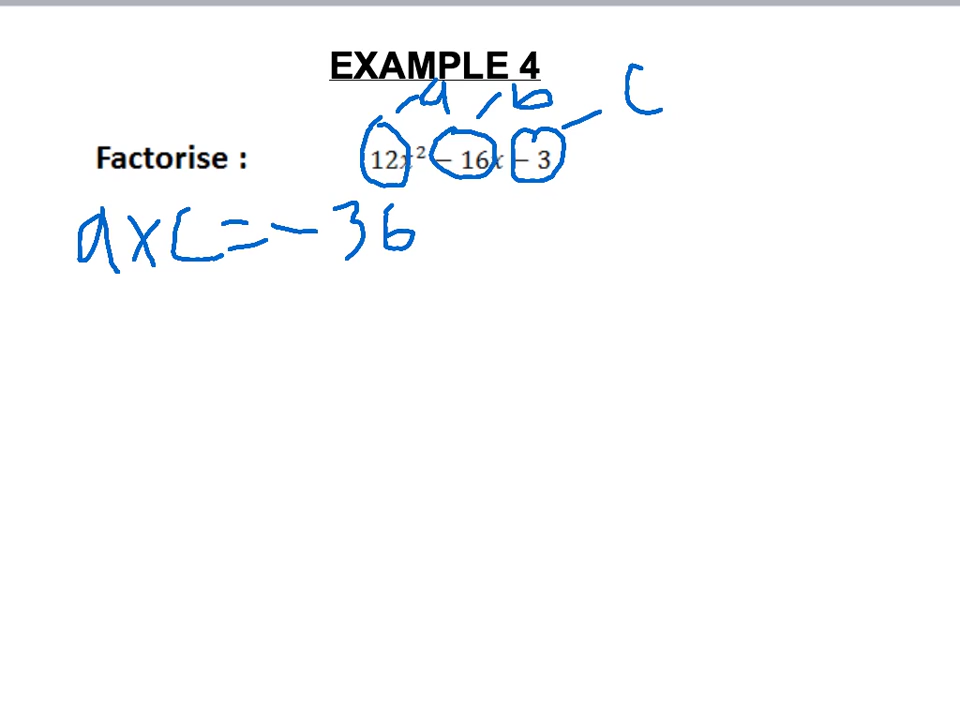 EXAMPLE 4
a b c
Factorise : 12x² − 16x − 3
a x c = - 36